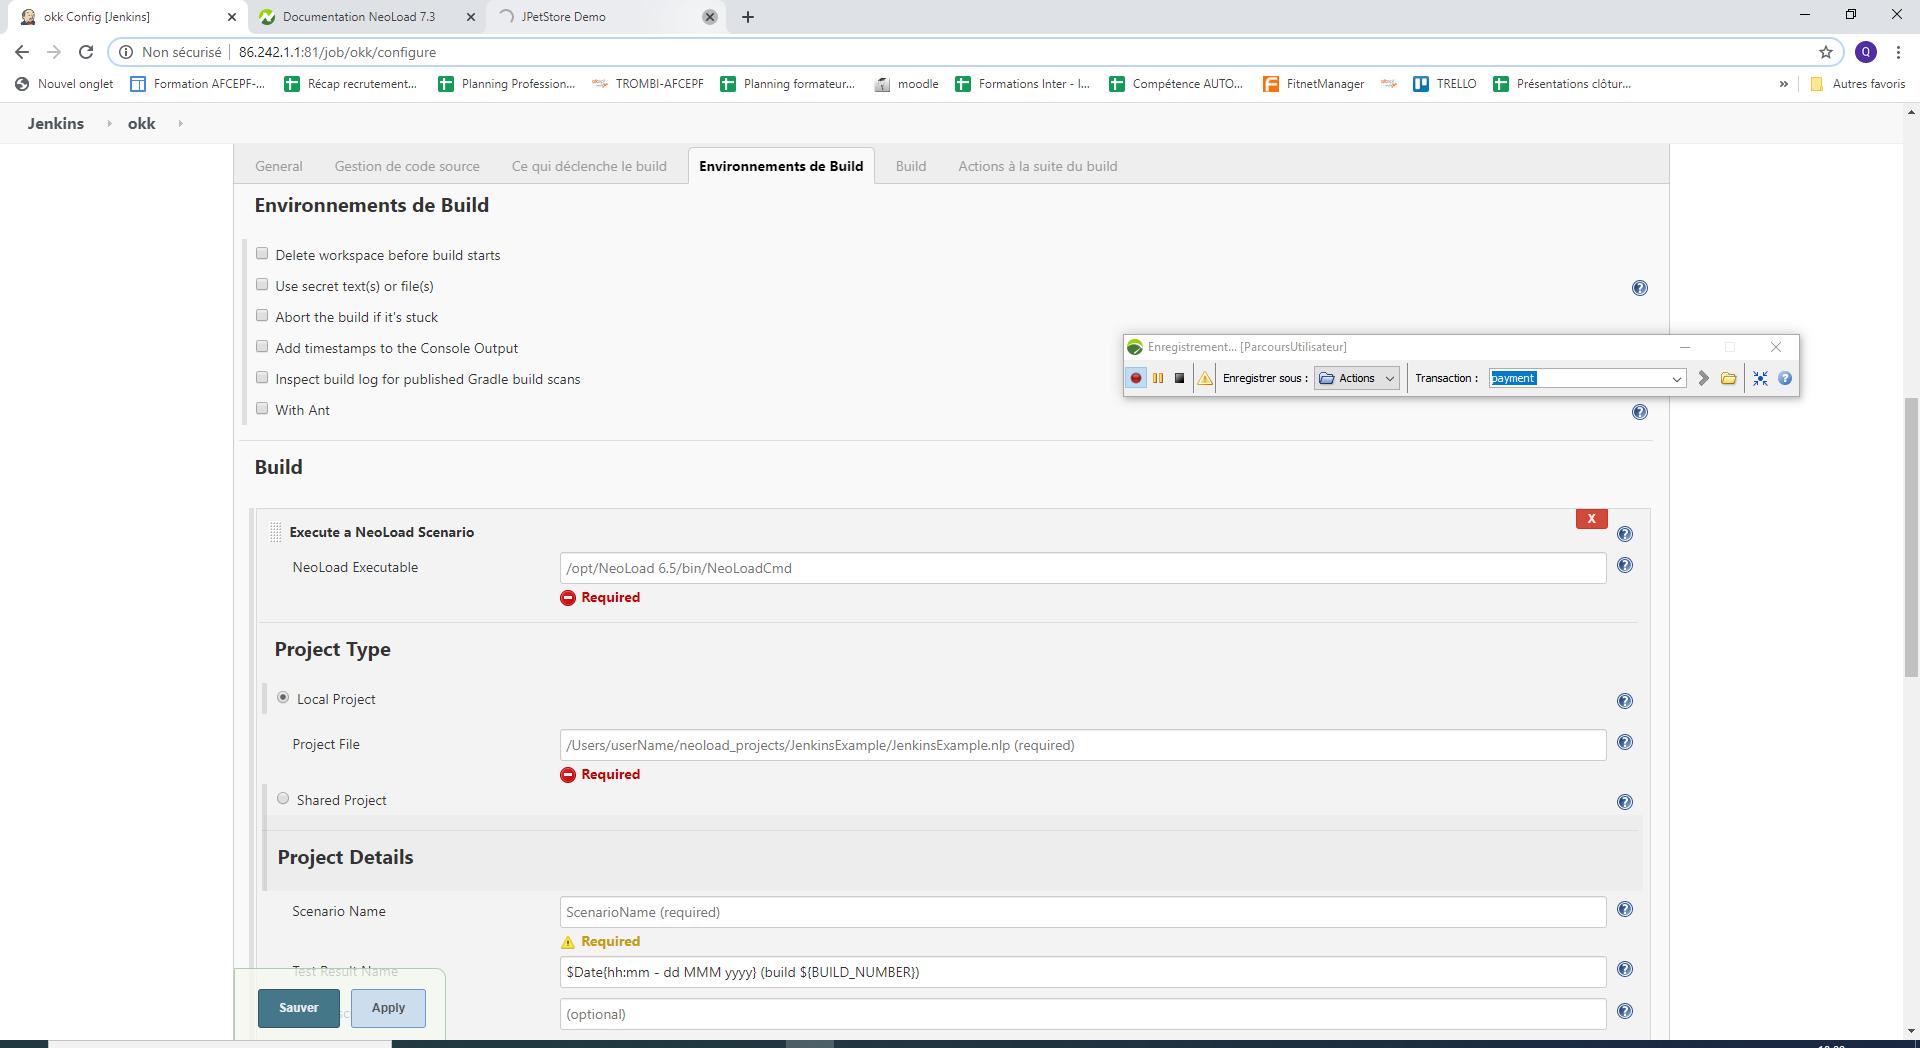 okk Config [Jenkins]
Documentation NeoLoad 7.3
JPetStore Demo
Non sécurisé
86.242.1.1:81/job/okk/configure
Q
Nouvel onglet
Formation AFCEPF-...
Récap recrutement...
Planning Profession...
TROMBI-AFCEPF
Planning formateur...
moodle
Formations Inter - I...
Compétence AUTO...
FitnetManager
TRELLO
Présentations clôtur...
»
Autres favoris
Jenkins
okk
General
Gestion de code source
Ce qui déclenche le build
Environnements de Build
Build
Actions à la suite du build
Environnements de Build
Delete workspace before build starts
Use secret text(s) or file(s)
Abort the build if it's stuck
Add timestamps to the Console Output
Inspect build log for published Gradle build scans
With Ant
Enregistrement... [ParcoursUtilisateur]
Enregistrer sous :
Actions
Transaction :
payment
Build
Execute a NeoLoad Scenario
X
NeoLoad Executable
/opt/NeoLoad 6.5/bin/NeoLoadCmd
Required
Project Type
Local Project
Project File
/Users/userName/neoload_projects/JenkinsExample/JenkinsExample.nlp (required)
Required
Shared Project
Project Details
Scenario Name
ScenarioName (required)
Required
Test Result Name
$Date{hh:mm - dd MMM yyyy} (build ${BUILD_NUMBER})
(optional)
Sauver
Apply